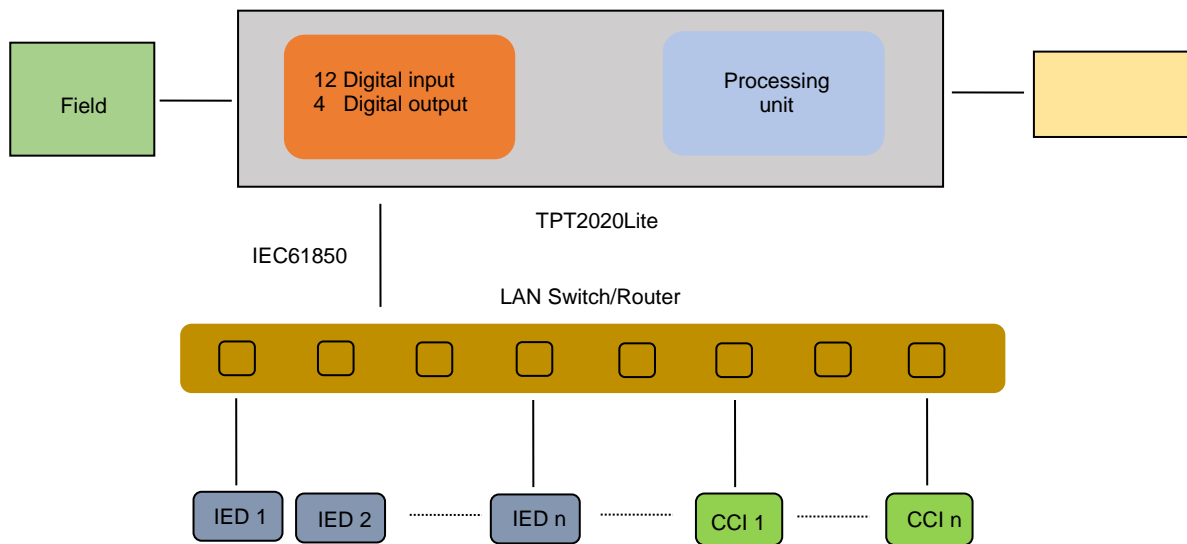 Field
12 Digital input
4 Digital output
Processing
unit
TPT2020Lite
IEC61850
LAN Switch/Router
IED 1
IED 2
IED n
CCI 1
CCI n